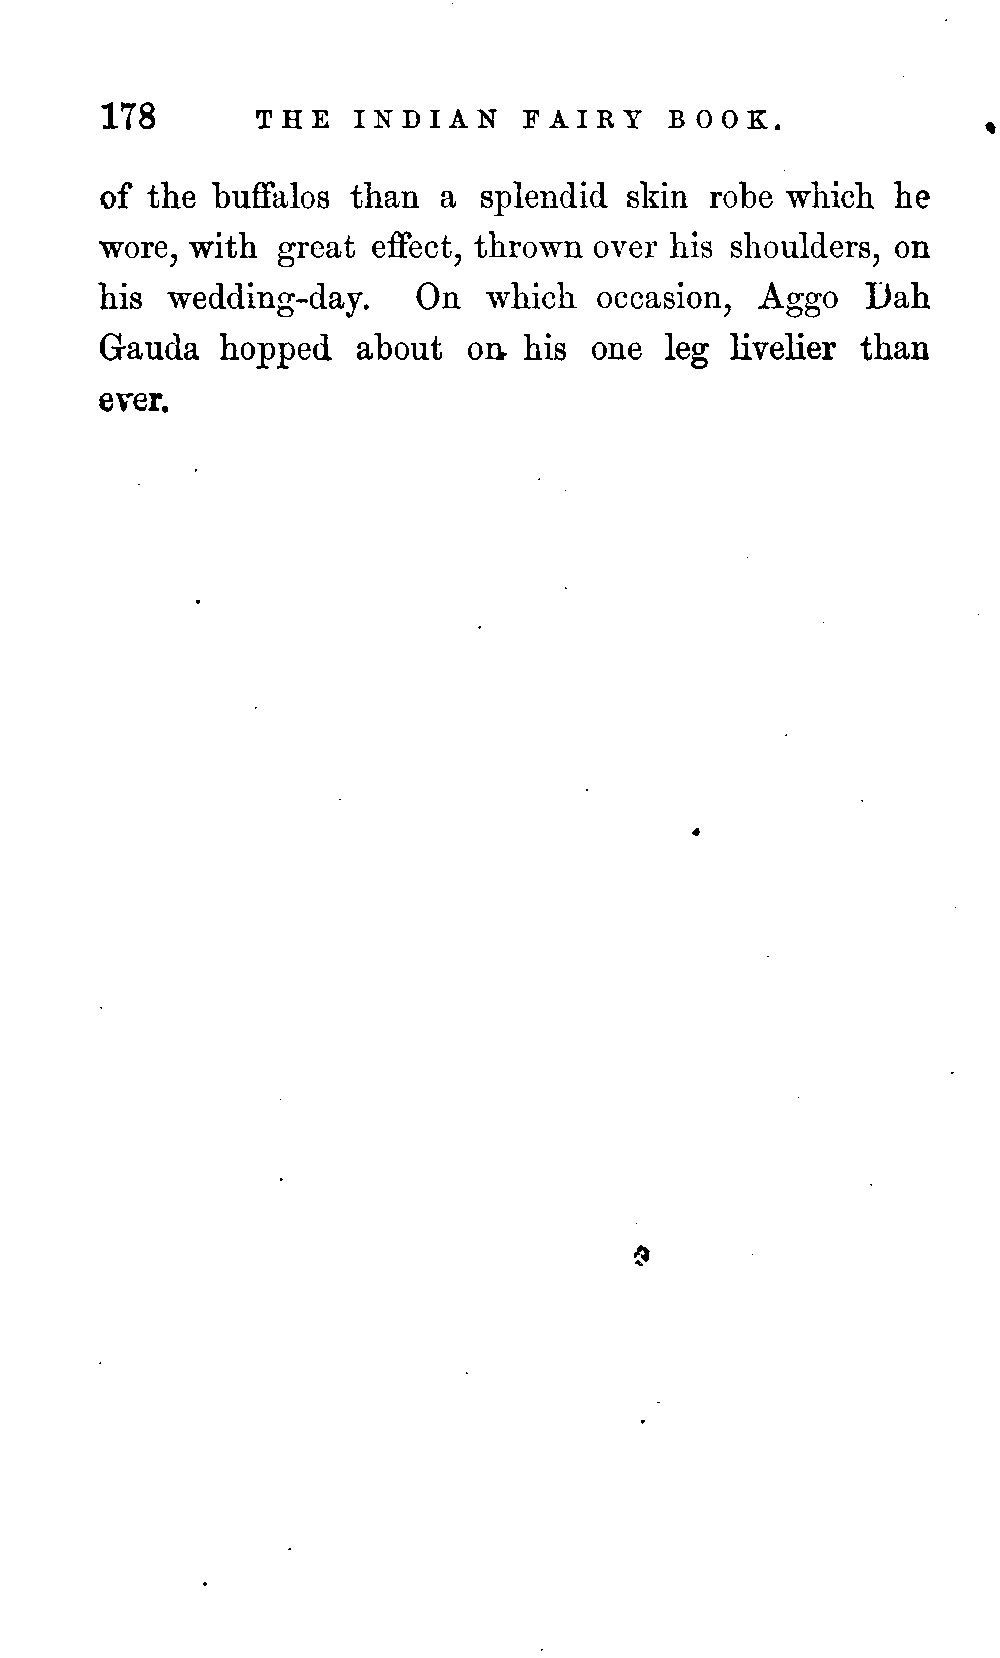 178 THE INDIAN FAIRY BOOK.
of the buffalos than a splendid skin robe which he
wore, with great effect, thrown over his shoulders, on
his wedding-day. On which occasion, Aggo Dah
Gauda hopped about on his one leg livelier than
ever.